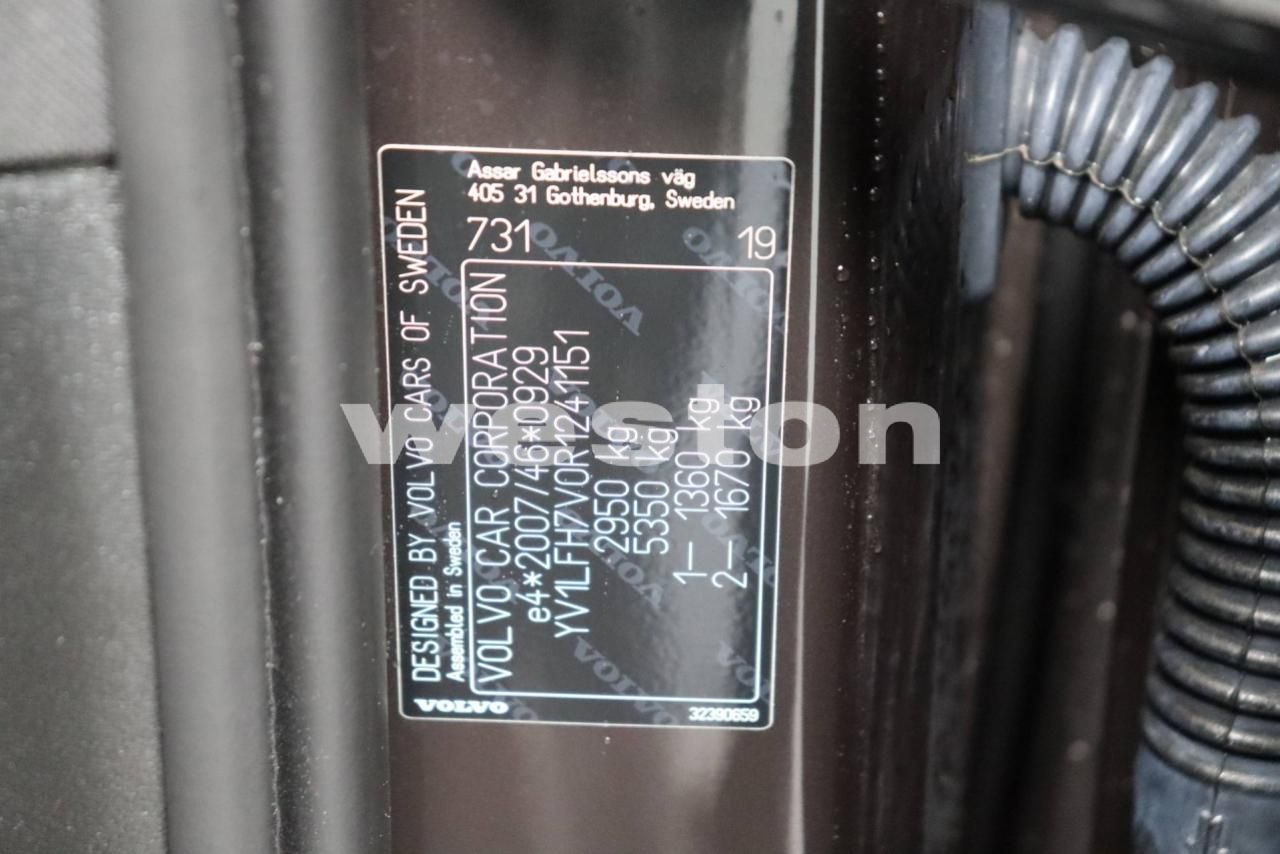 Assar Gabrielssons väg
405 31 Gothenburg, Sweden
731
19
DESIGNED BY VOLVO CARS OF SWEDEN
Assembled in Sweden
VOLVO CAR CORPORATION
e4*2007/46*0929
YV1LFH7V0R1241151
2950 kg
5350 kg
1— 1360 kg
2— 1670 kg
VOLVO
32390659
weston